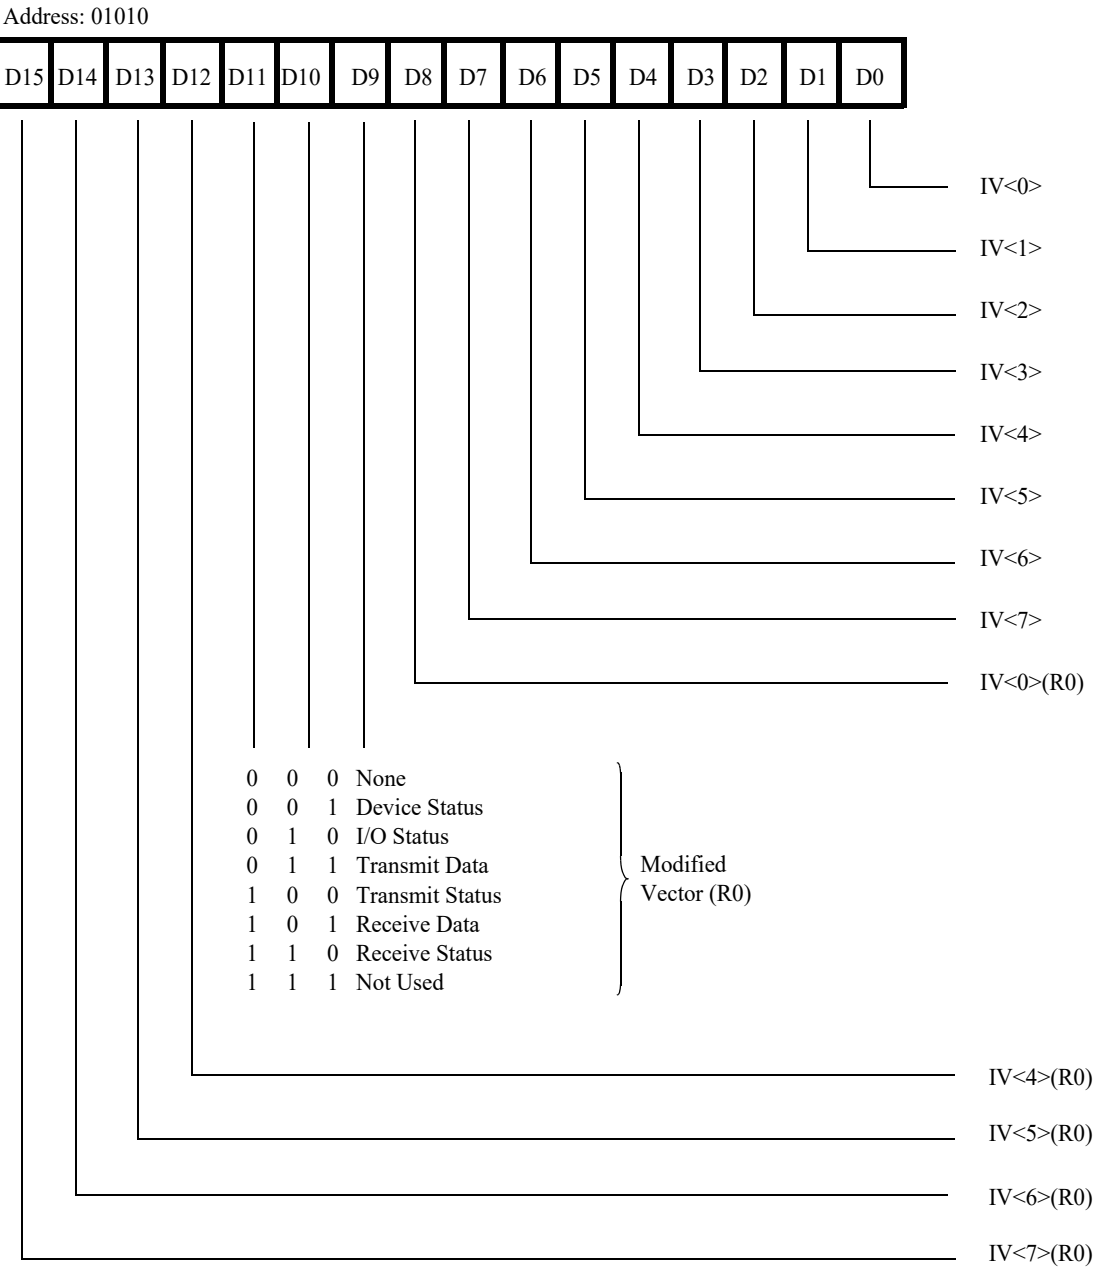 Address: 01010
D15 D14 D13 D12 D11 D10 D9 D8 D7 D6 D5 D4 D3 D2 D1 D0
IV<0>
IV<1>
IV<2>
IV<3>
IV<4>
IV<5>
IV<6>
IV<7>
IV<0>(R0)
0 0 0 None
0 0 1 Device Status
0 1 0 I/O Status
0 1 1 Transmit Data
1 0 0 Transmit Status
1 0 1 Receive Data
1 1 0 Receive Status
1 1 1 Not Used
Modified
Vector (R0)
IV<4>(R0)
IV<5>(R0)
IV<6>(R0)
IV<7>(R0)